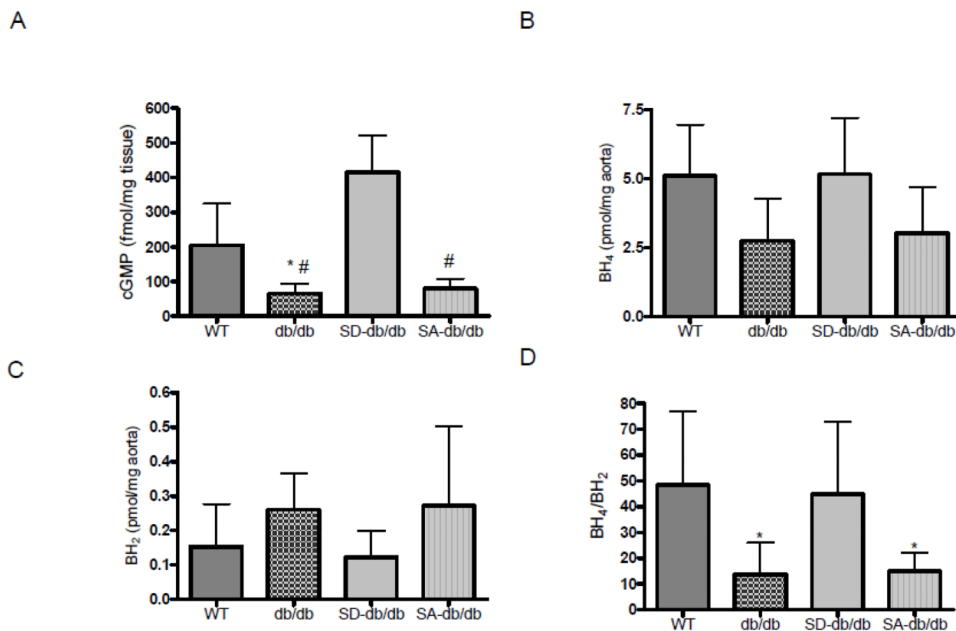 A
cGMP (fmol/mg tissue)
600
500
400
300
200
100
0
* #
#
WT db/db SD-db/db SA-db/db
B
BH4 (pmol/mg aorta)
7.5
5.0
2.5
0.0
WT db/db SD-db/db SA-db/db
C
BH2 (pmol/mg aorta)
0.6
0.5
0.4
0.3
0.2
0.1
0.0
WT db/db SD-db/db SA-db/db
D
BH4/BH2
80
70
60
50
40
30
20
10
0
*
*
WT db/db SD-db/db SA-db/db